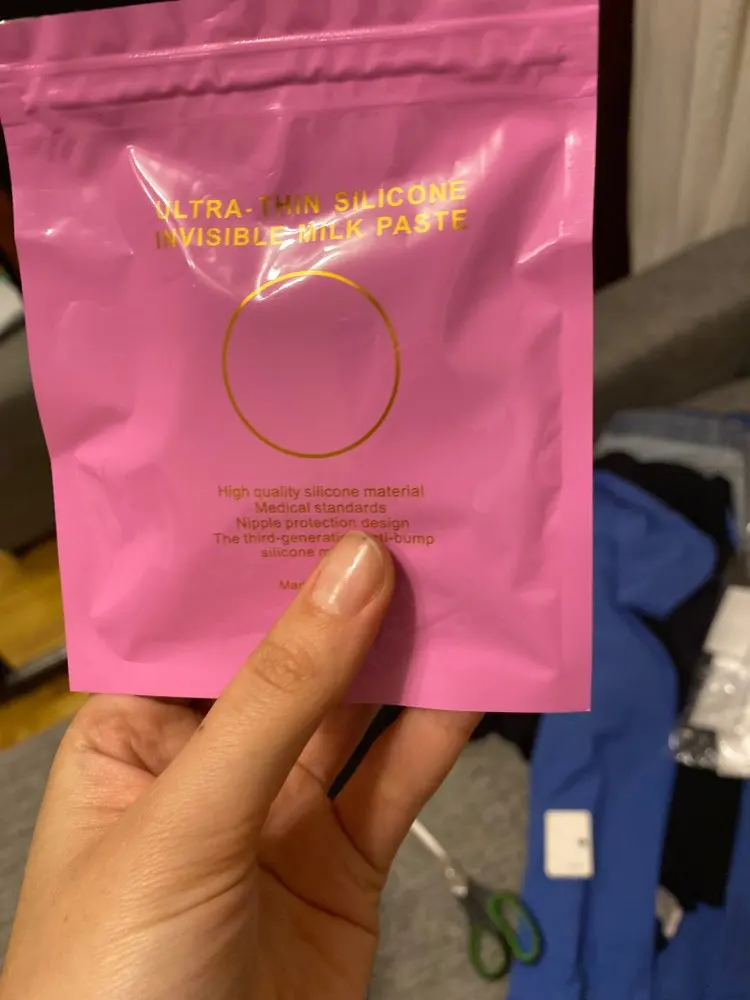 ULTRA-THIN SILICONE
INVISIBLE MILK PASTE
High quality silicone material
Medical standards
Nipple protection design
The third-generation
silicone